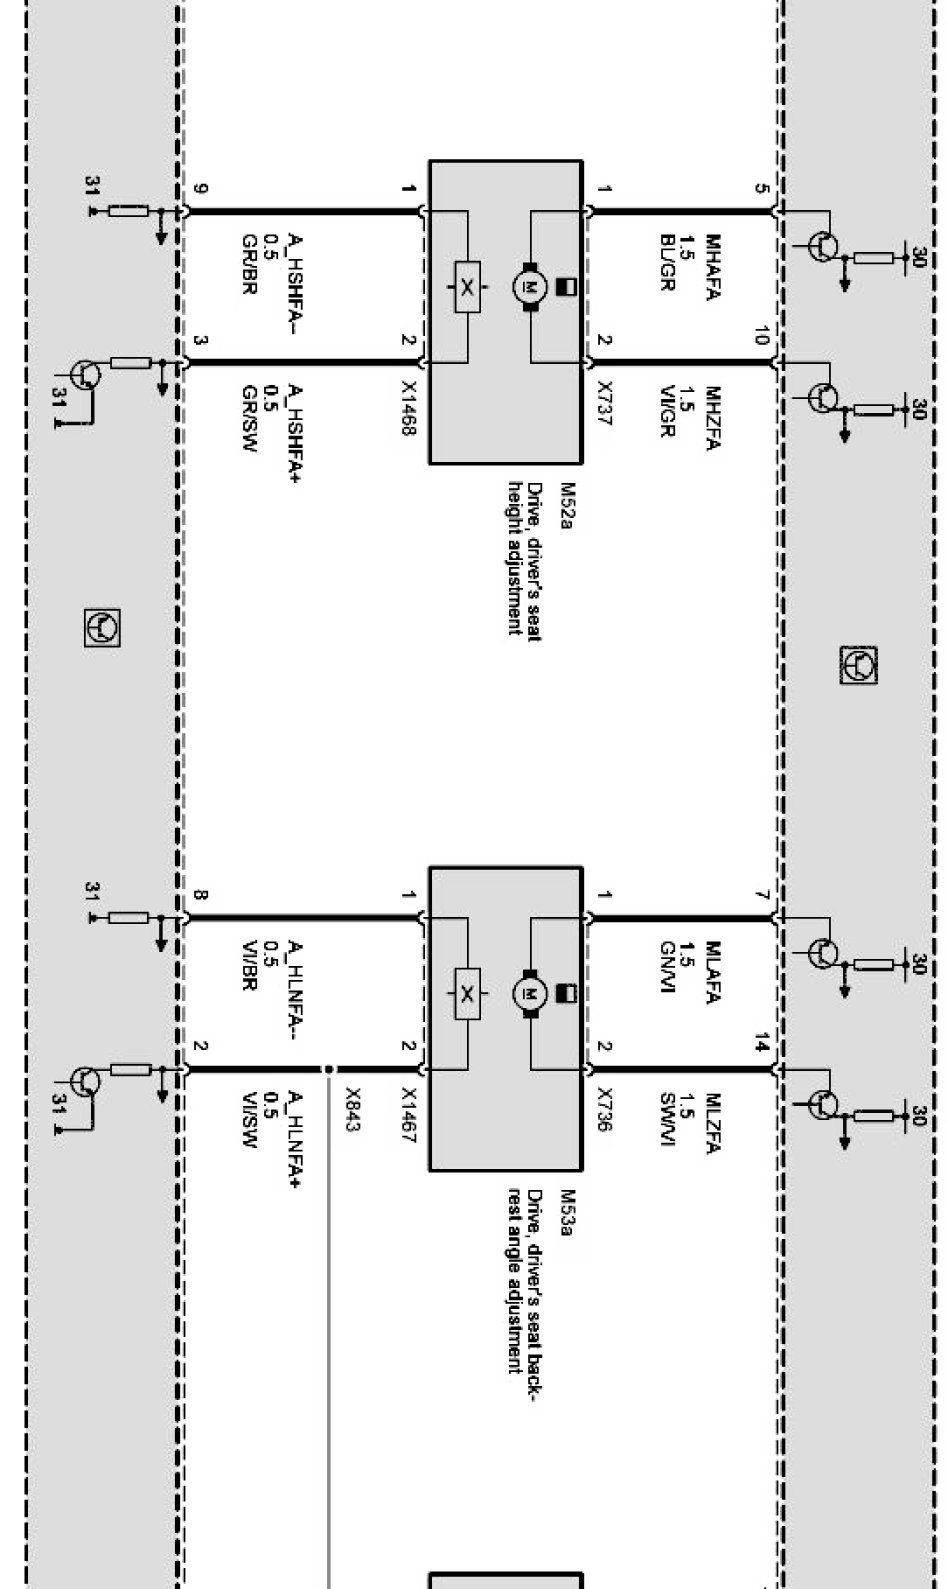 30
30
30
30
5
MHAFA
1.5
BL/GR
10
MHZFA
1.5
VI/GR
7
MLAFA
1.5
GN/VI
14
MLZFA
1.5
SW/VI
1
2
X737
1
2
X736
M
M
M52a
Drive, driver's seat
height adjustment
M53a
Drive, driver's seat back-
rest angle adjustment
1
2
X1468
1
2
X1467
X843
A_HSHFA--
0.5
GR/BR
A_HSHFA+
0.5
GR/SW
A_HLNFA--
0.5
VI/BR
A_HLNFA+
0.5
VI/SW
9
3
8
2
31
31
31
31